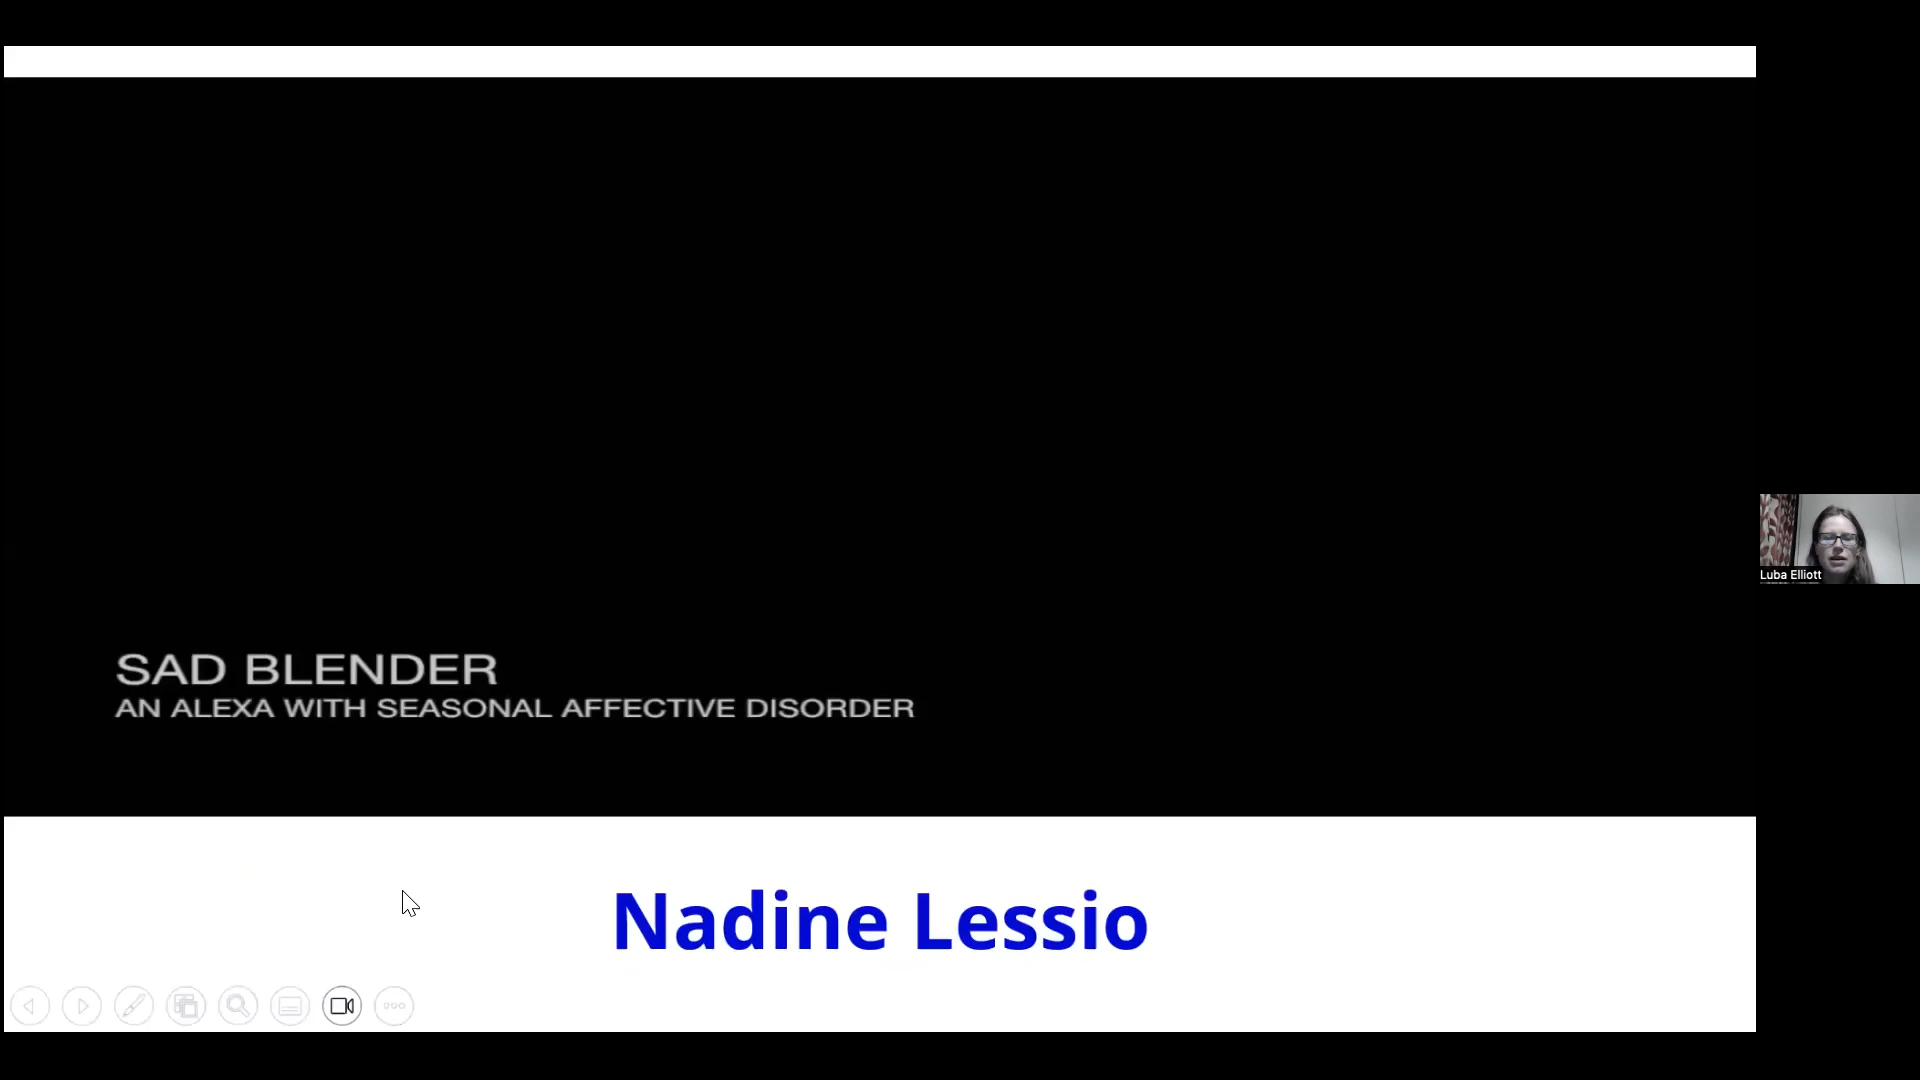 SAD BLENDER
AN ALEXA WITH SEASONAL AFFECTIVE DISORDER
Luba Elliott
Nadine Lessio